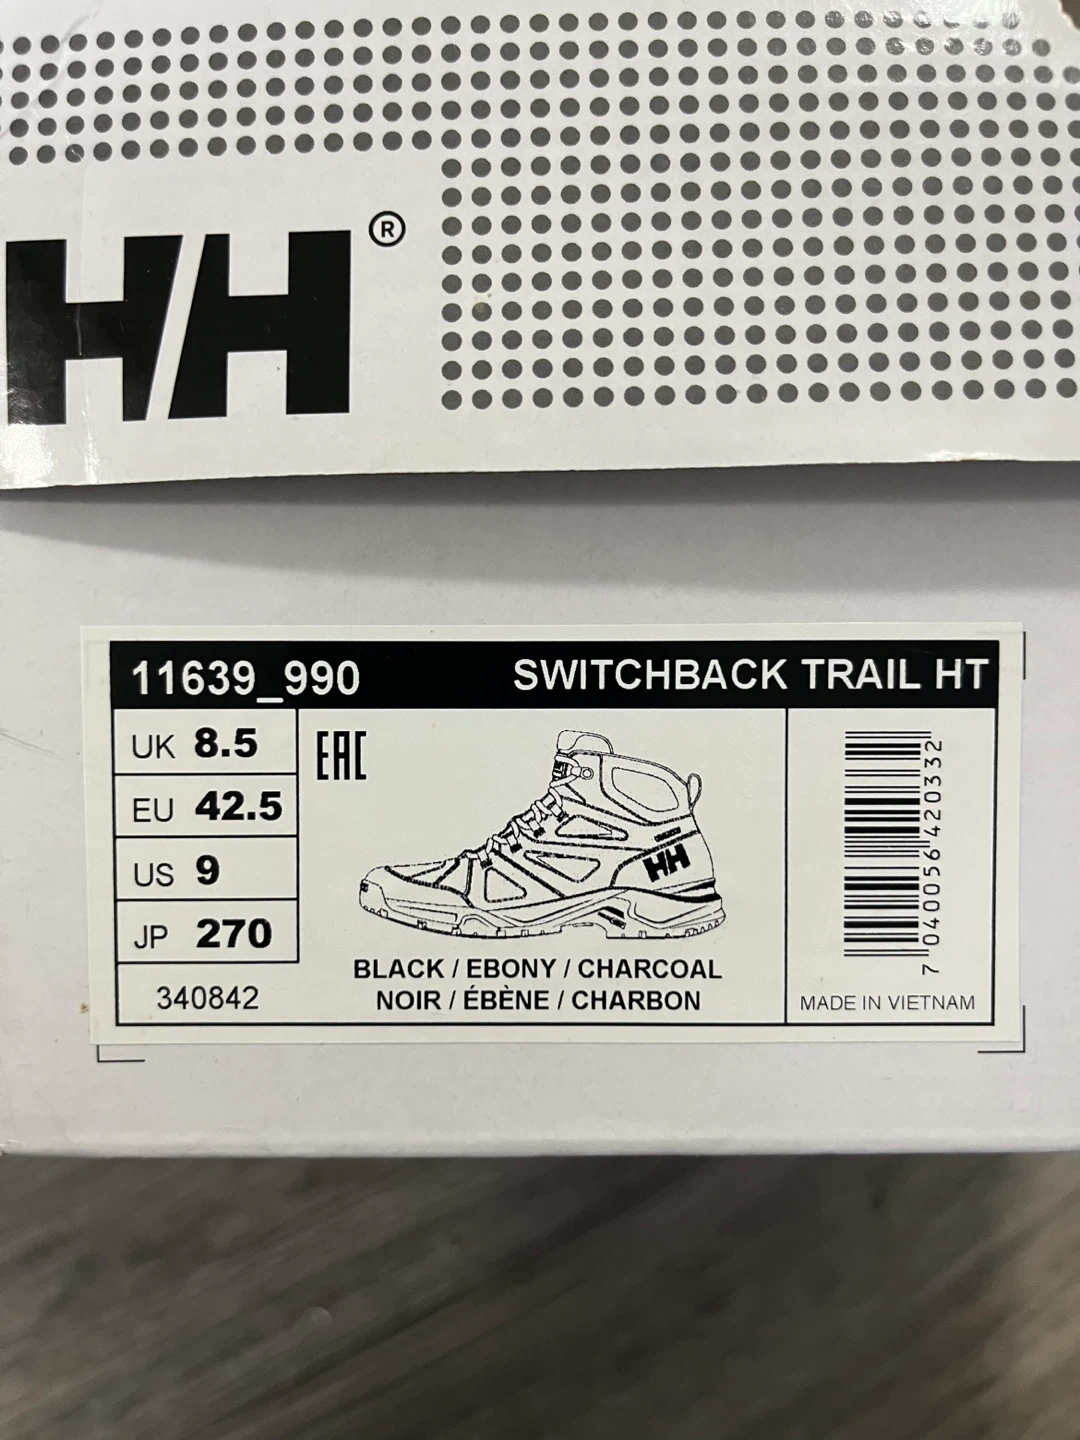 HH®
11639_990
SWITCHBACK TRAIL HT
UK 8.5
EU 42.5
US 9
JP 270
340842
EAC
HH
BLACK / EBONY / CHARCOAL
NOIR / ÉBÈNE / CHARBON
7 040056 420332
MADE IN VIETNAM